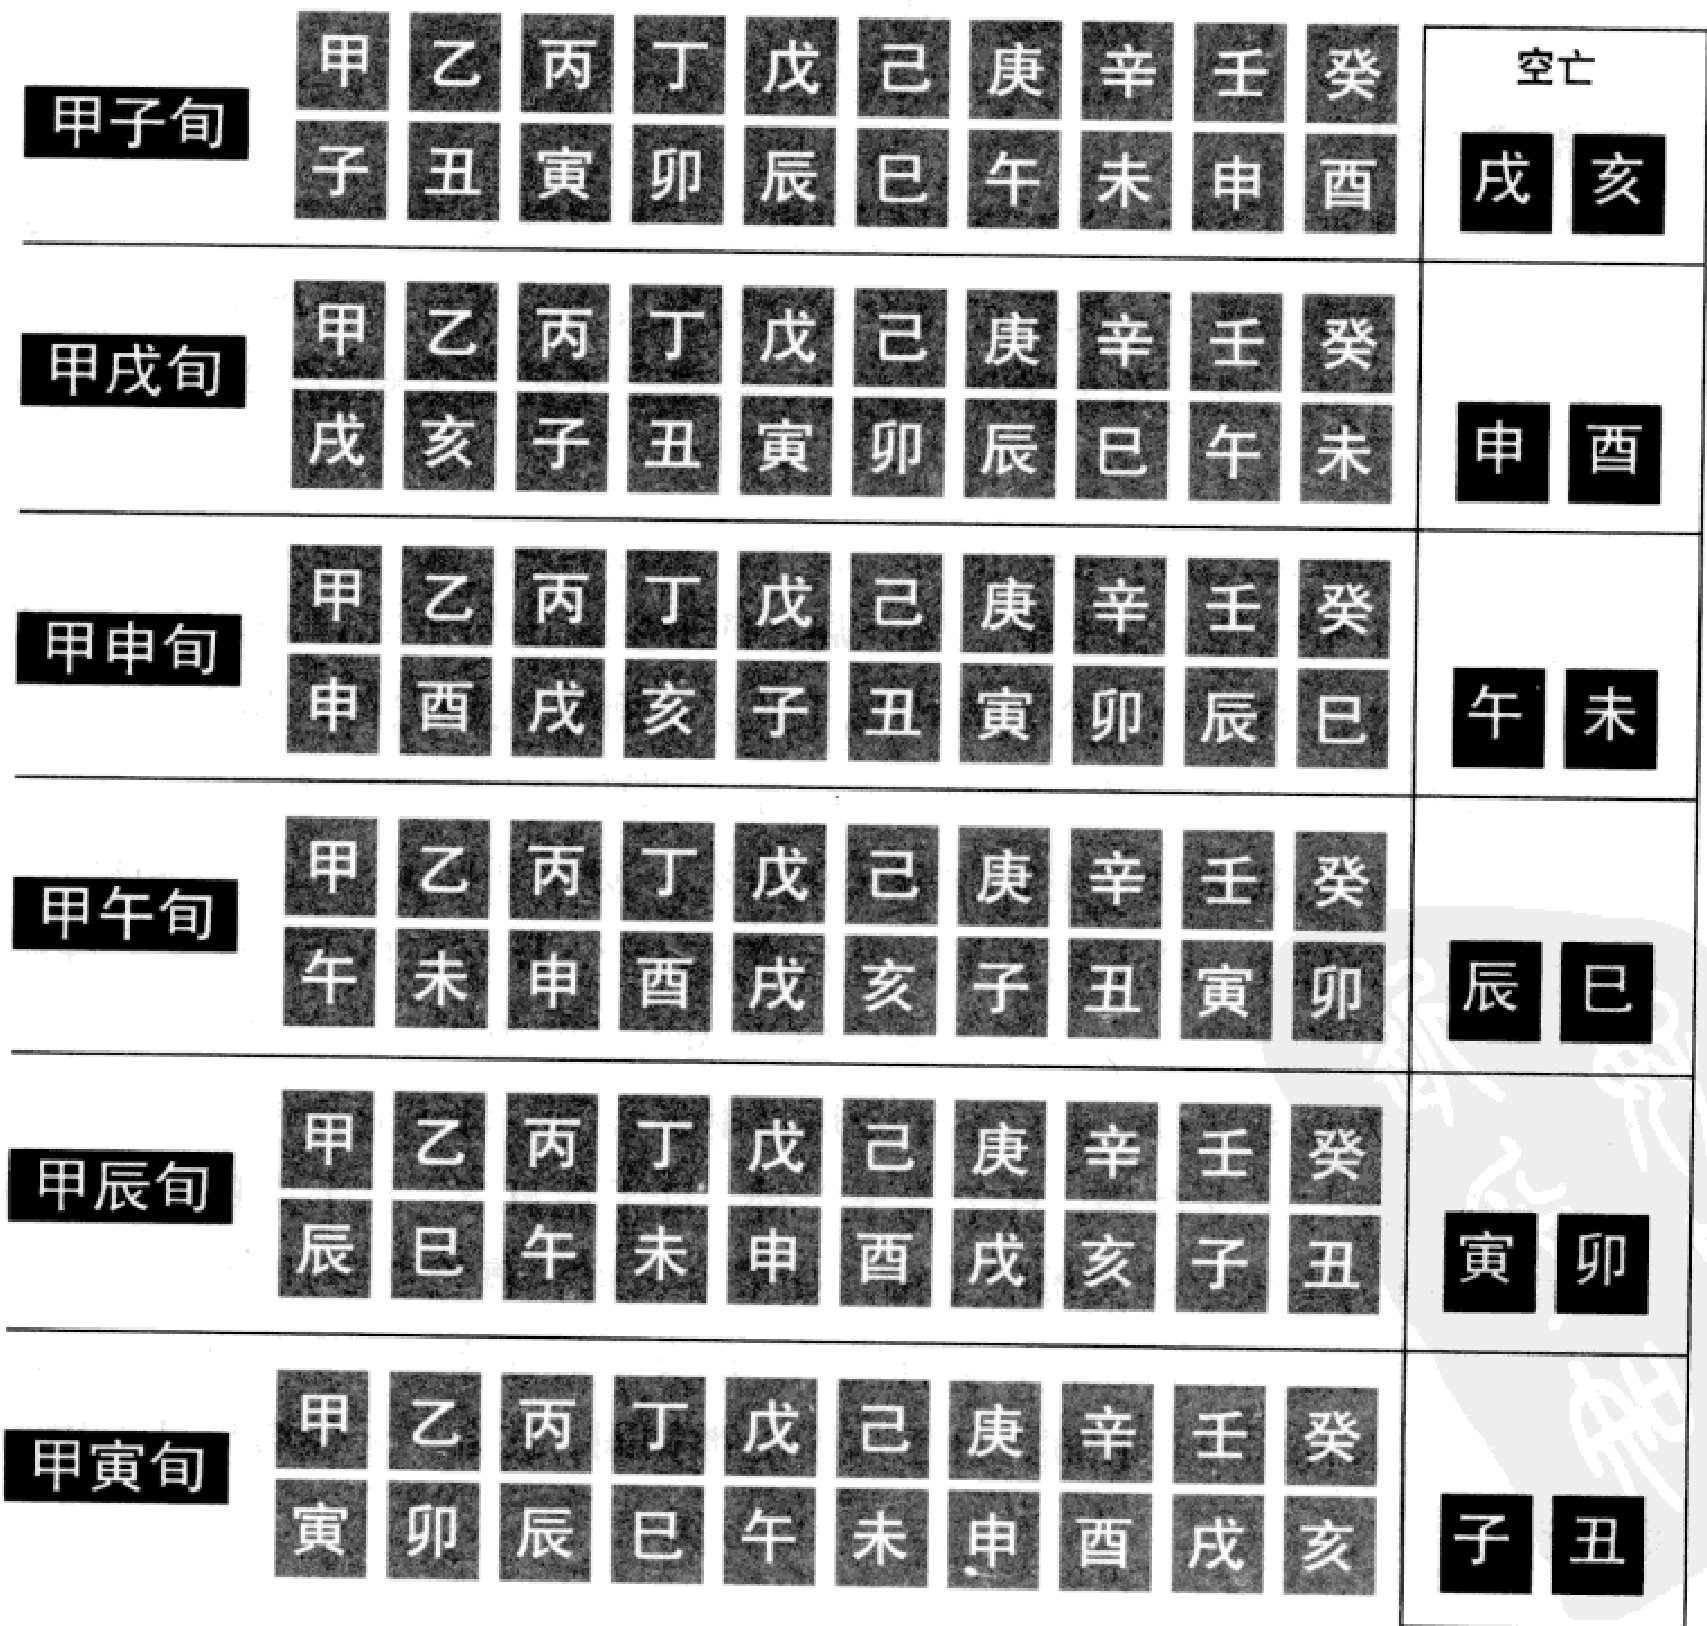 甲子旬
甲 乙 丙 丁 戊 己 庚 辛 壬 癸
子 丑 寅 卯 辰 巳 午 未 申 酉
空亡
戌 亥
甲戌旬
甲 乙 丙 丁 戊 己 庚 辛 壬 癸
戌 亥 子 丑 寅 卯 辰 巳 午 未
申 酉
甲申旬
甲 乙 丙 丁 戊 己 庚 辛 壬 癸
申 酉 戌 亥 子 丑 寅 卯 辰 巳
午 未
甲午旬
甲 乙 丙 丁 戊 己 庚 辛 壬 癸
午 未 申 酉 戌 亥 子 丑 寅 卯
辰 巳
甲辰旬
甲 乙 丙 丁 戊 己 庚 辛 壬 癸
辰 巳 午 未 申 酉 戌 亥 子 丑
寅 卯
甲寅旬
甲 乙 丙 丁 戊 己 庚 辛 壬 癸
寅 卯 辰 巳 午 未 申 酉 戌 亥
子 丑